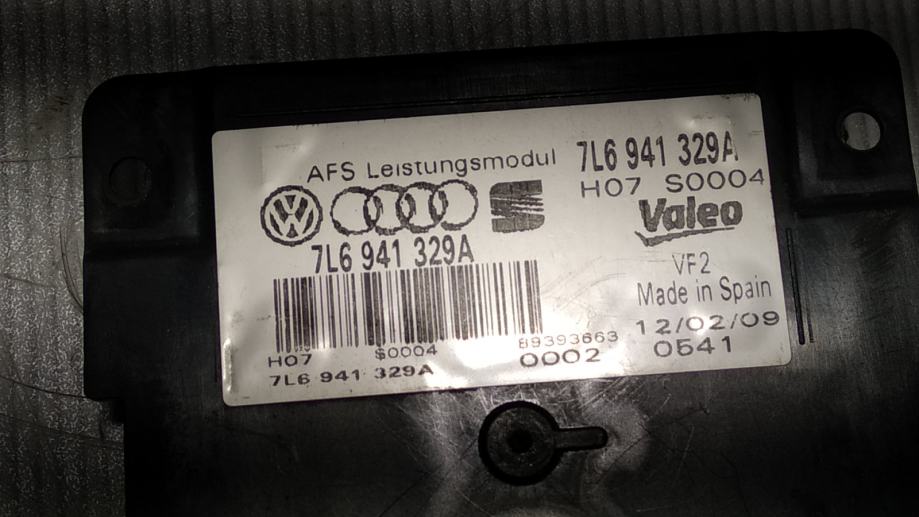 AFS Leistungsmodul
7L6 941 329A
H07 S0004
Valeo
7L6 941 329A
VF2
Made in Spain
12/02/09
H07 S0004 89393663
0002 0541
7L6 941 329A